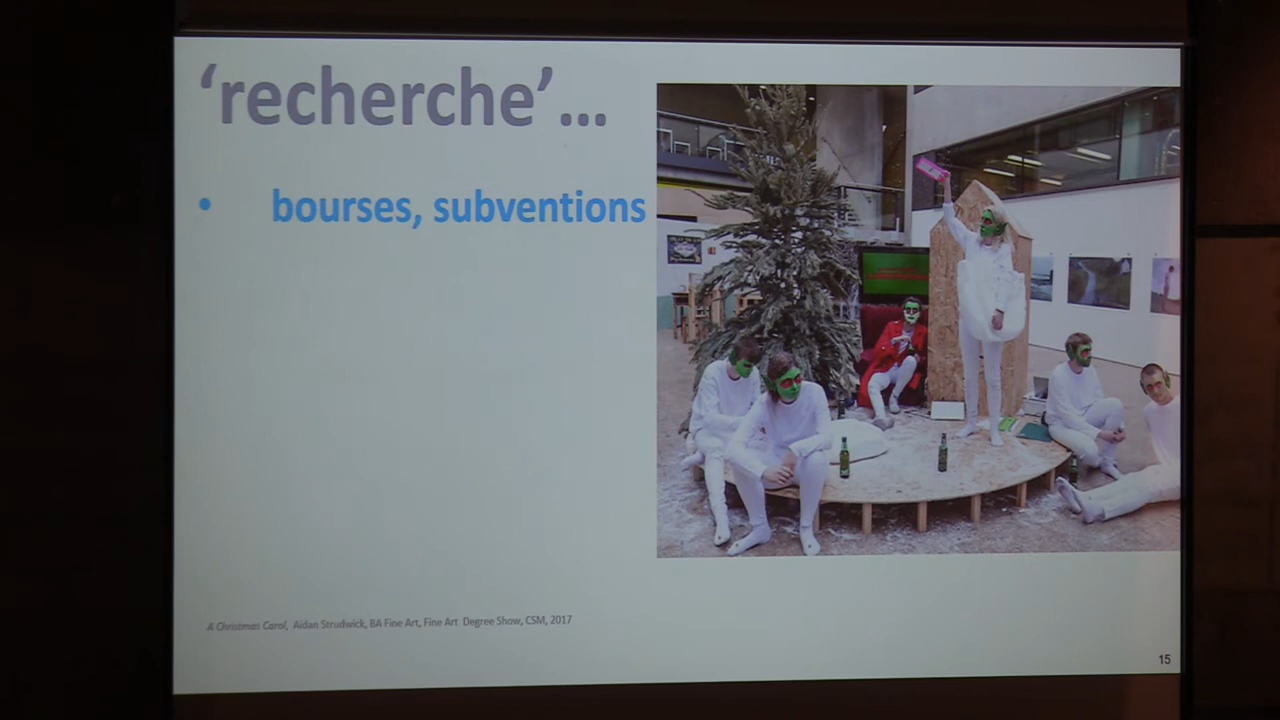 ‘recherche’...
• bourses, subventions
A Christmas Carol, Aidan Strudwick, BA Fine Art, Fine Art Degree Show, CSM, 2017
15